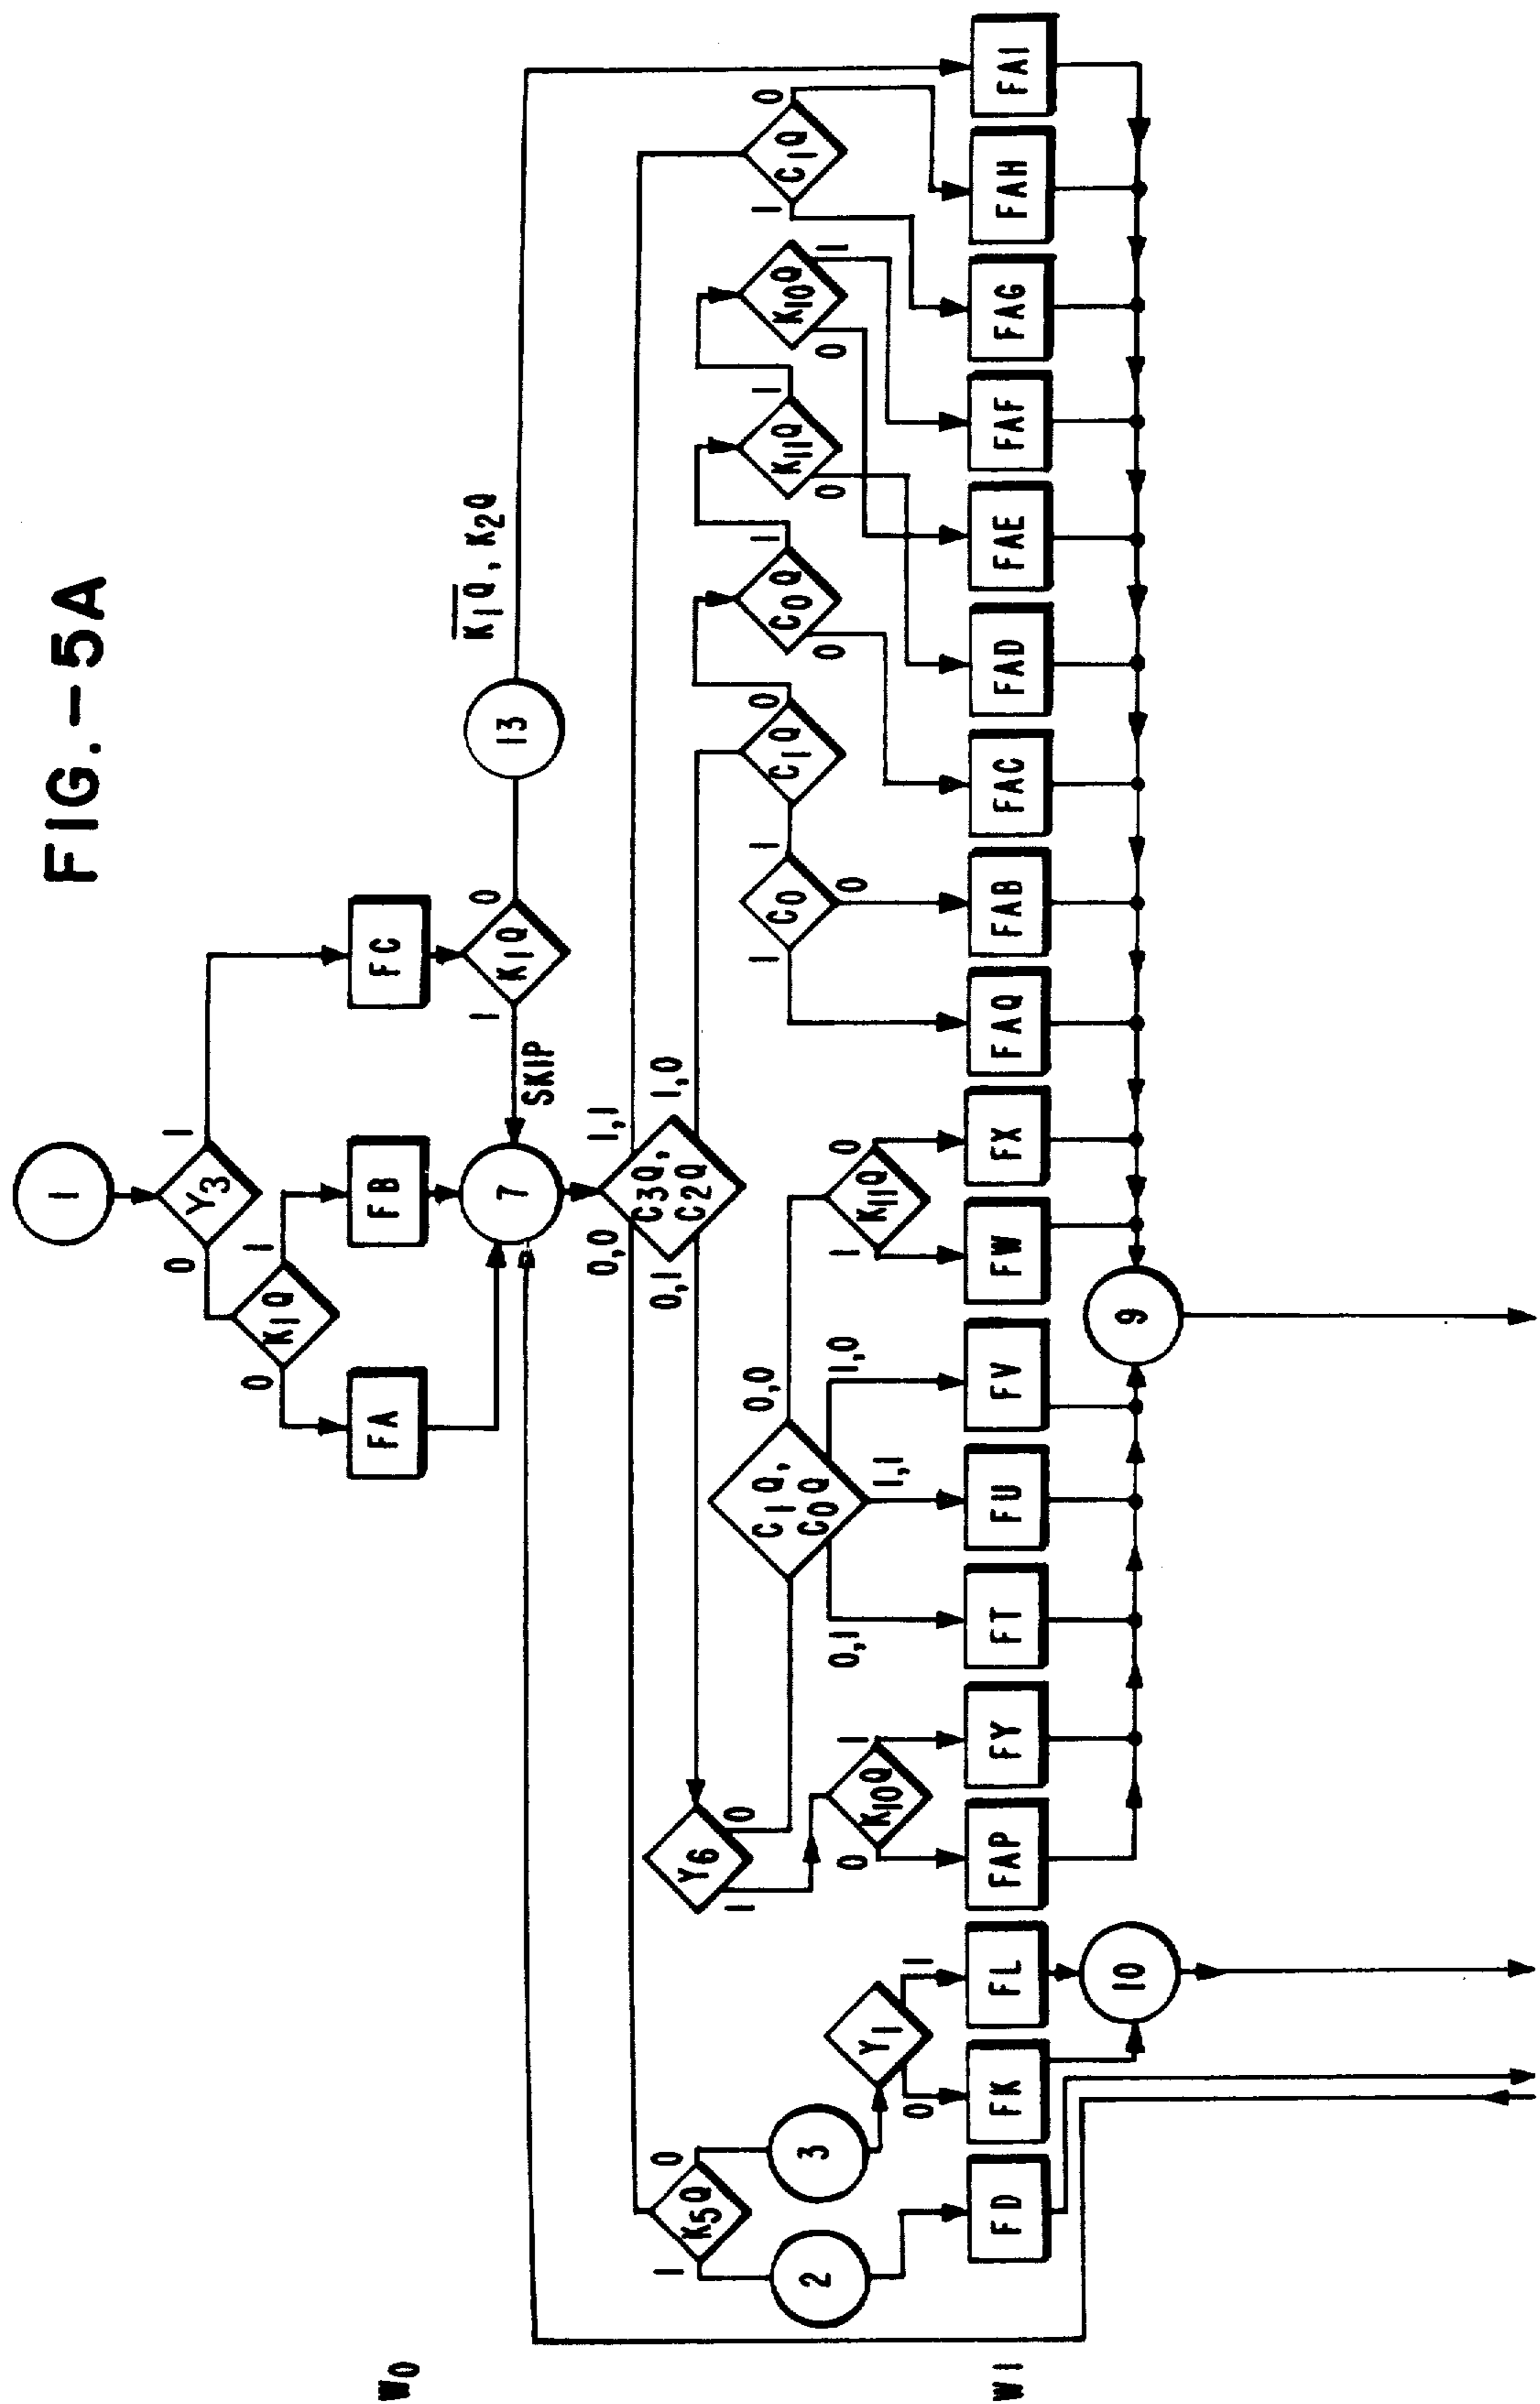 FIG.-5A
1
Y3
0
1
K1Q
0
1
W0
FA
FB
FC
K1Q
1
0
SKIP
7
13
K̅1̅Q̅, K2Q
0,0
1,1
C3Q,
C2Q
0,1
1,0
K5Q
1
0
Y6
1
0
2
3
C1Q,
C0Q
0,0
0,1
1,1
1,0
C0
1
0
C1Q
1
0
C0Q
0
1
K11Q
0
1
K10Q
0
1
C1Q
1
0
Y1
0
1
K10Q
0
1
K11Q
1
0
W1
FD
FK
FL
FAP
FY
FT
FU
FV
FW
FX
FAQ
FAB
FAC
FAD
FAE
FAF
FAG
FAH
FAI
10
9